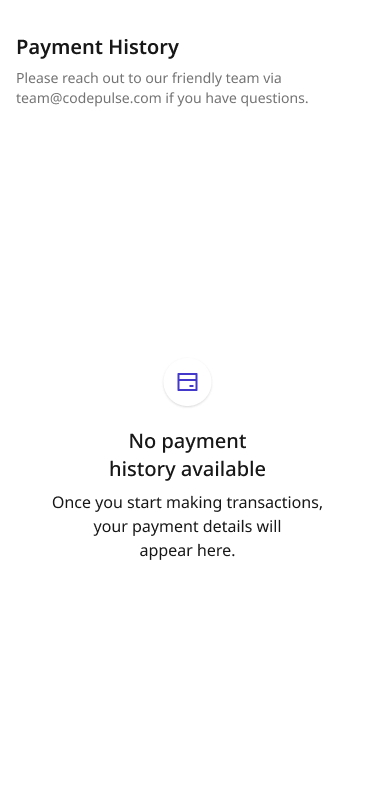 Payment History
Please reach out to our friendly team via
team@codepulse.com if you have questions.
No payment
history available
Once you start making transactions,
your payment details will
appear here.